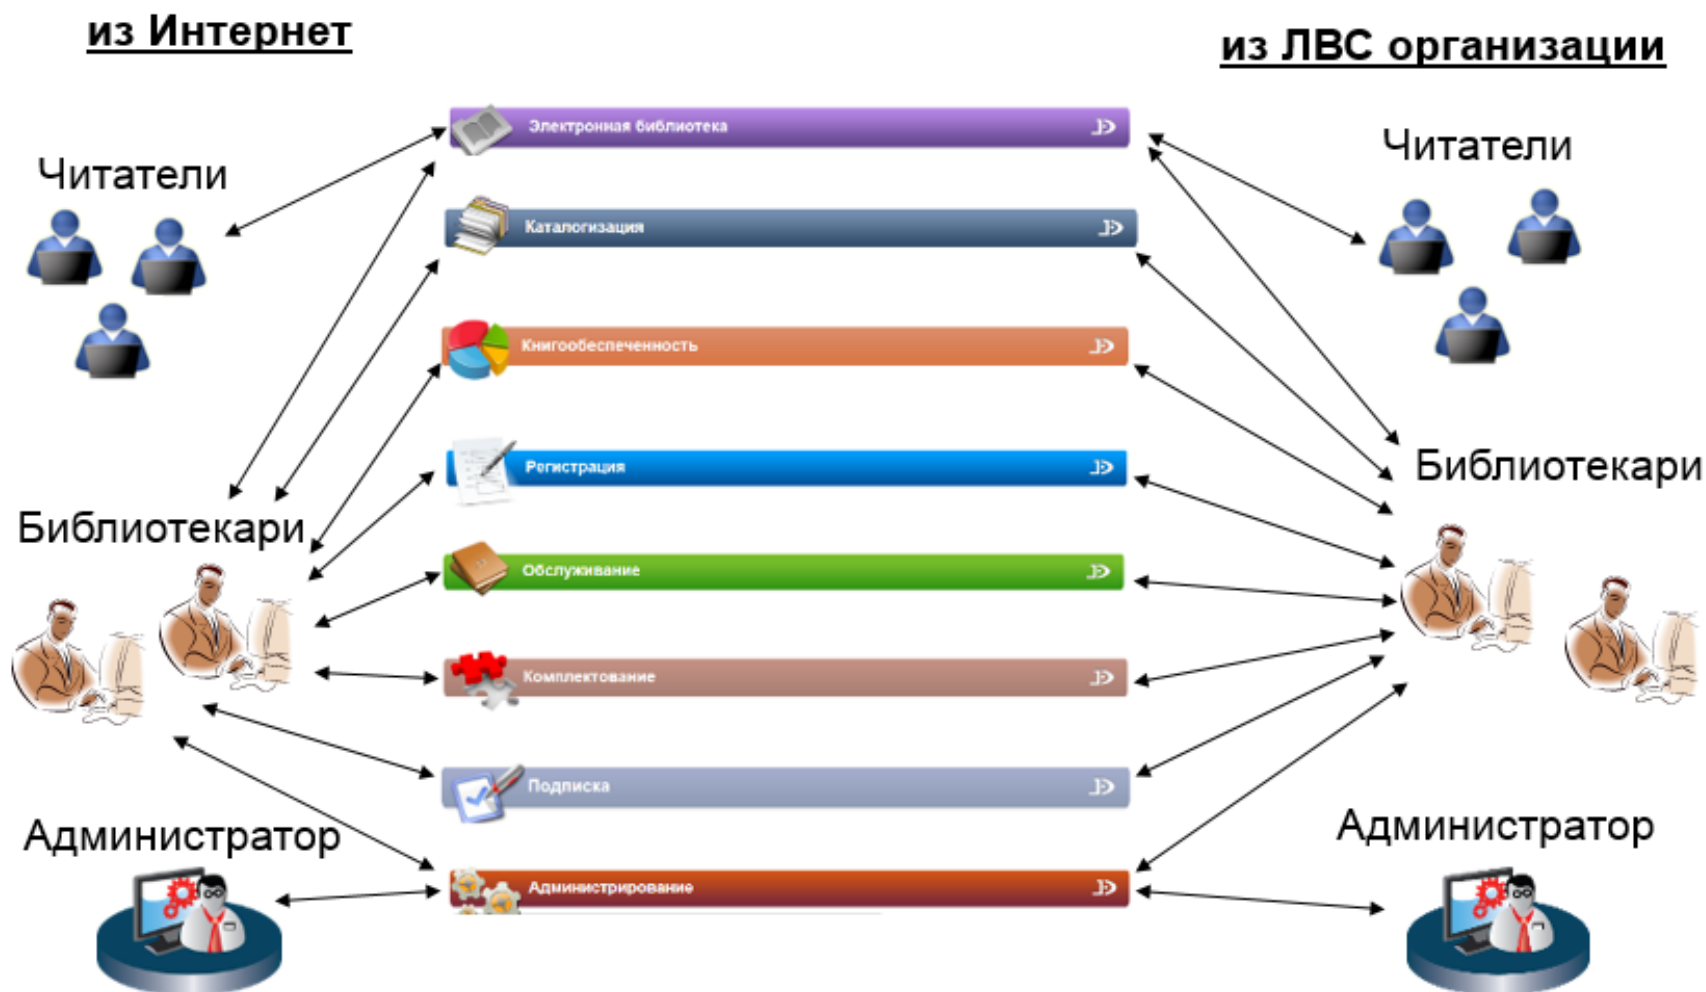 из Интернет
из ЛВС организации
Читатели
Библиотекари
Администратор
Электронная библиотека
Каталогизация
Книгообеспеченность
Регистрация
Обслуживание
Комплектование
Подписка
Администрирование
Читатели
Библиотекари
Администратор